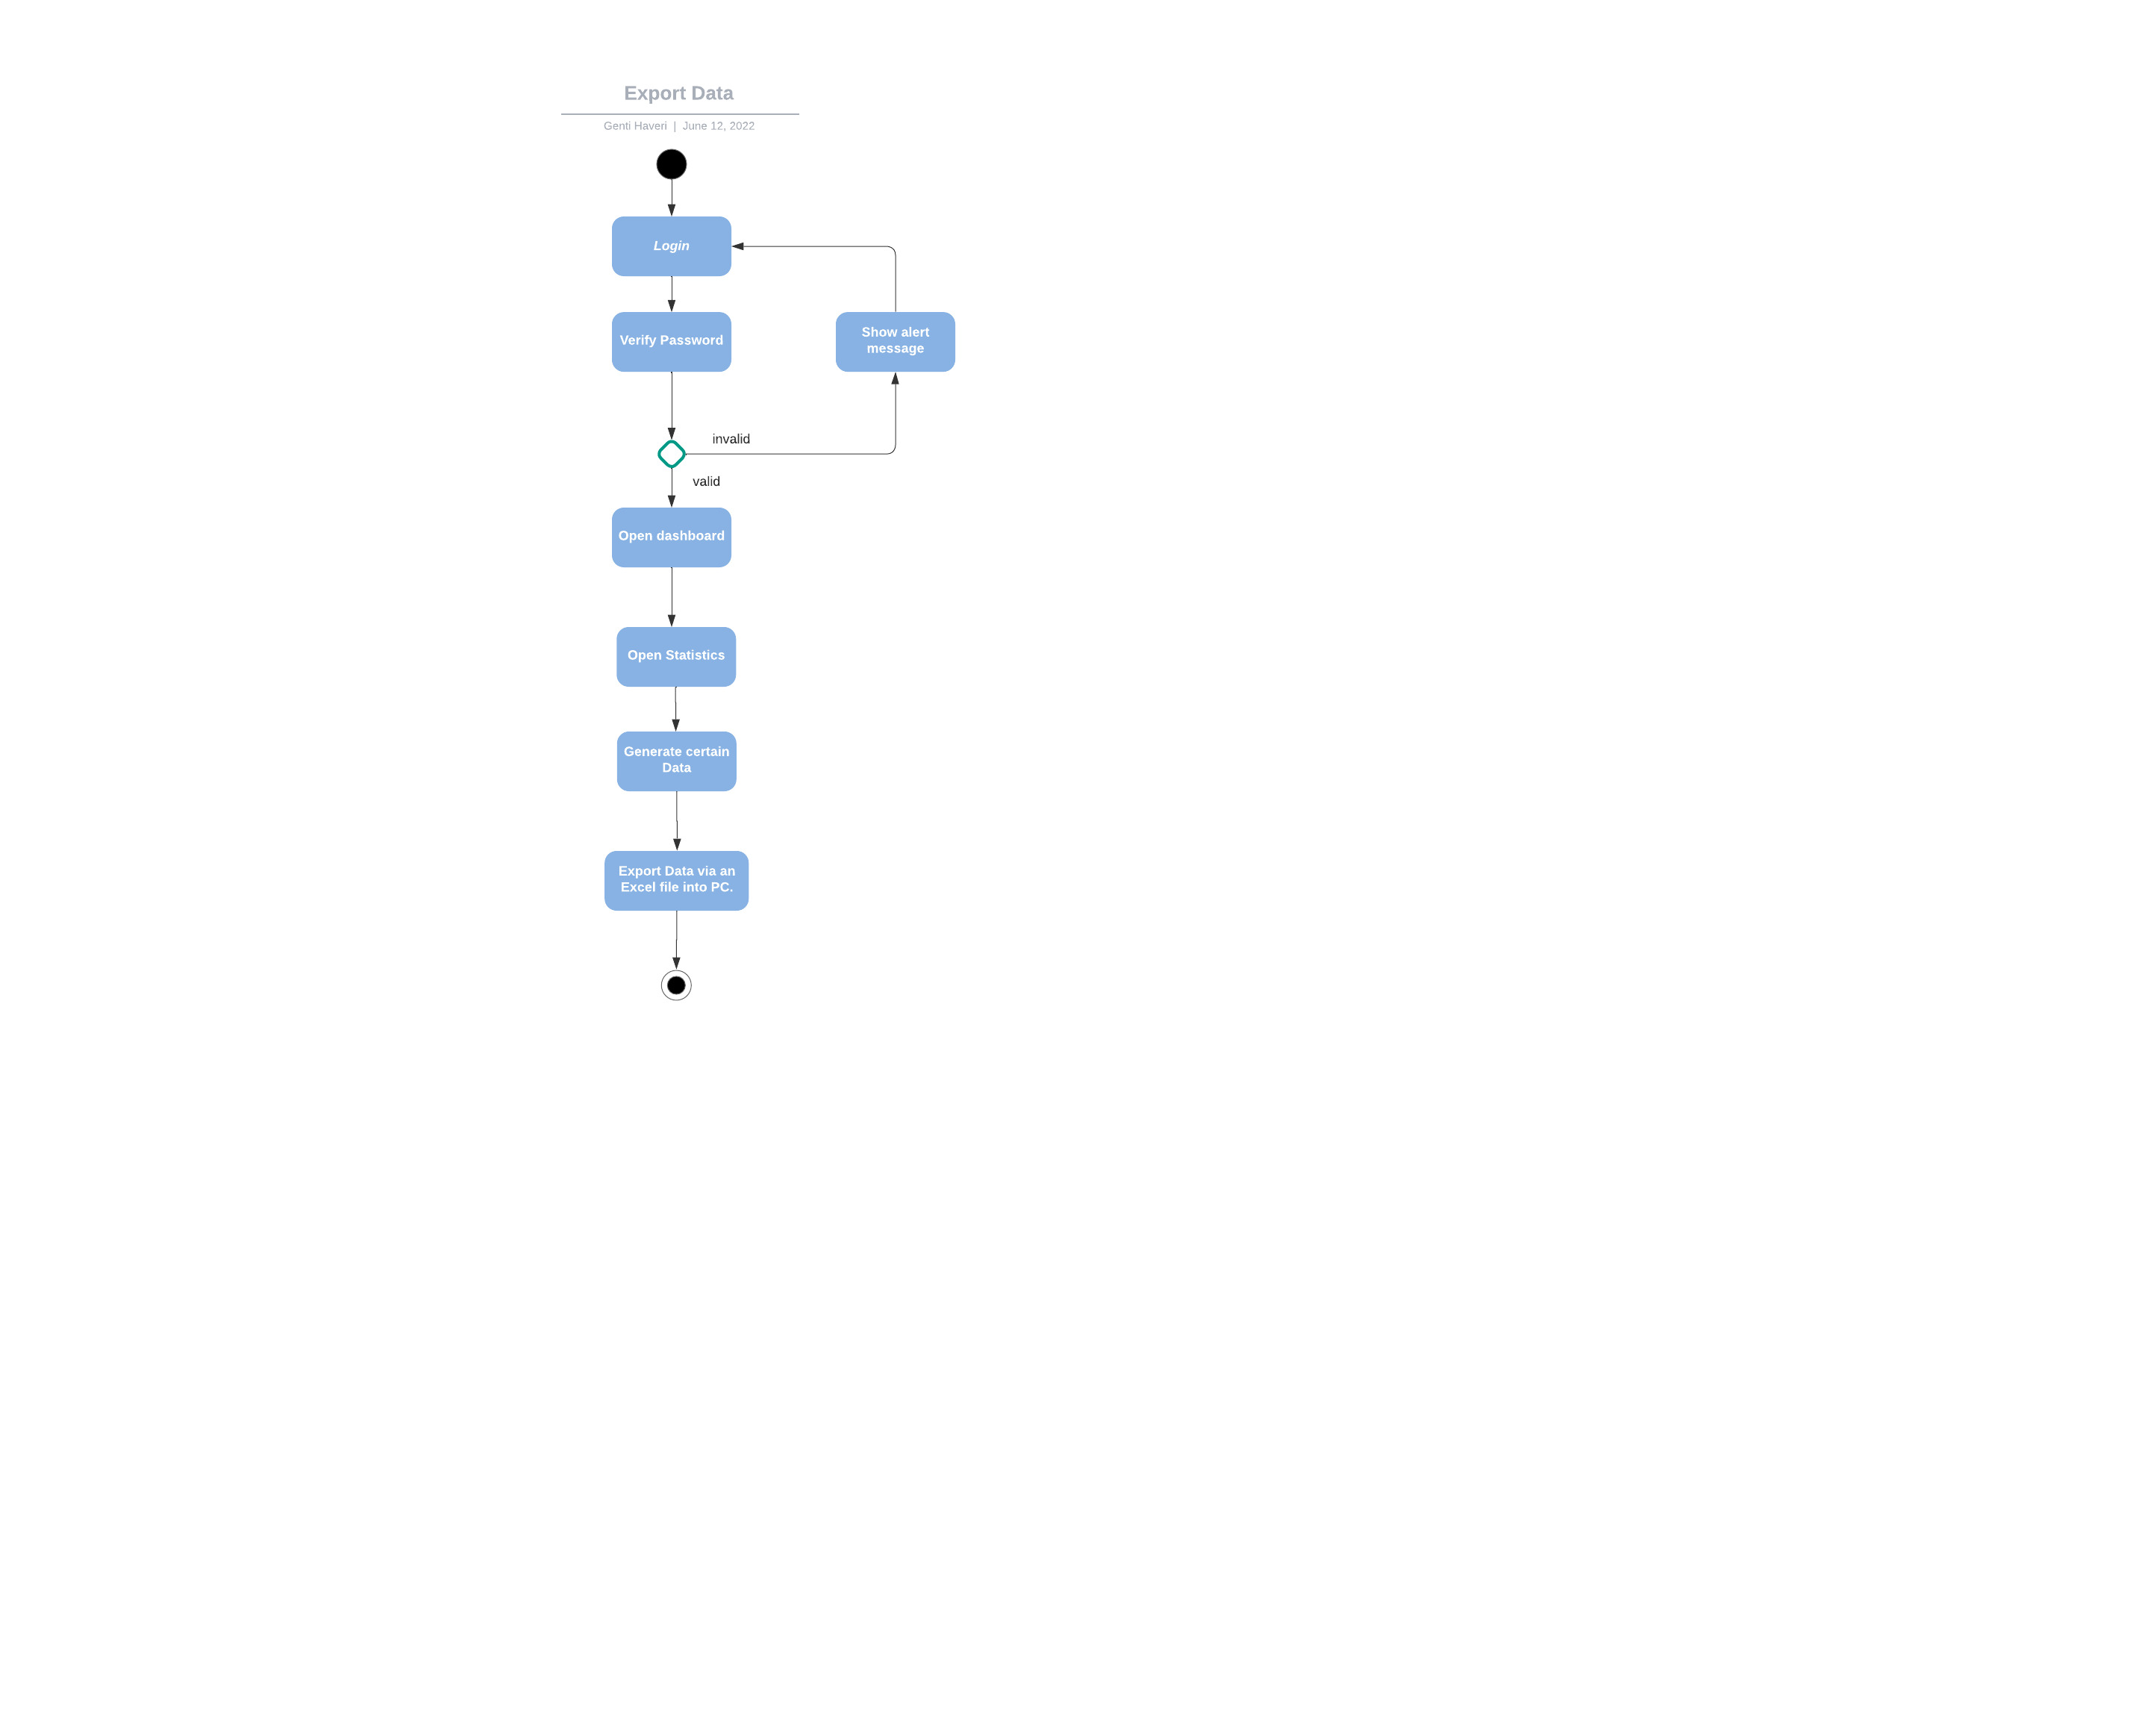 Export Data
Genti Haveri | June 12, 2022
Login
Verify Password
Show alert
message
invalid
valid
Open dashboard
Open Statistics
Generate certain
Data
Export Data via an
Excel file into PC.